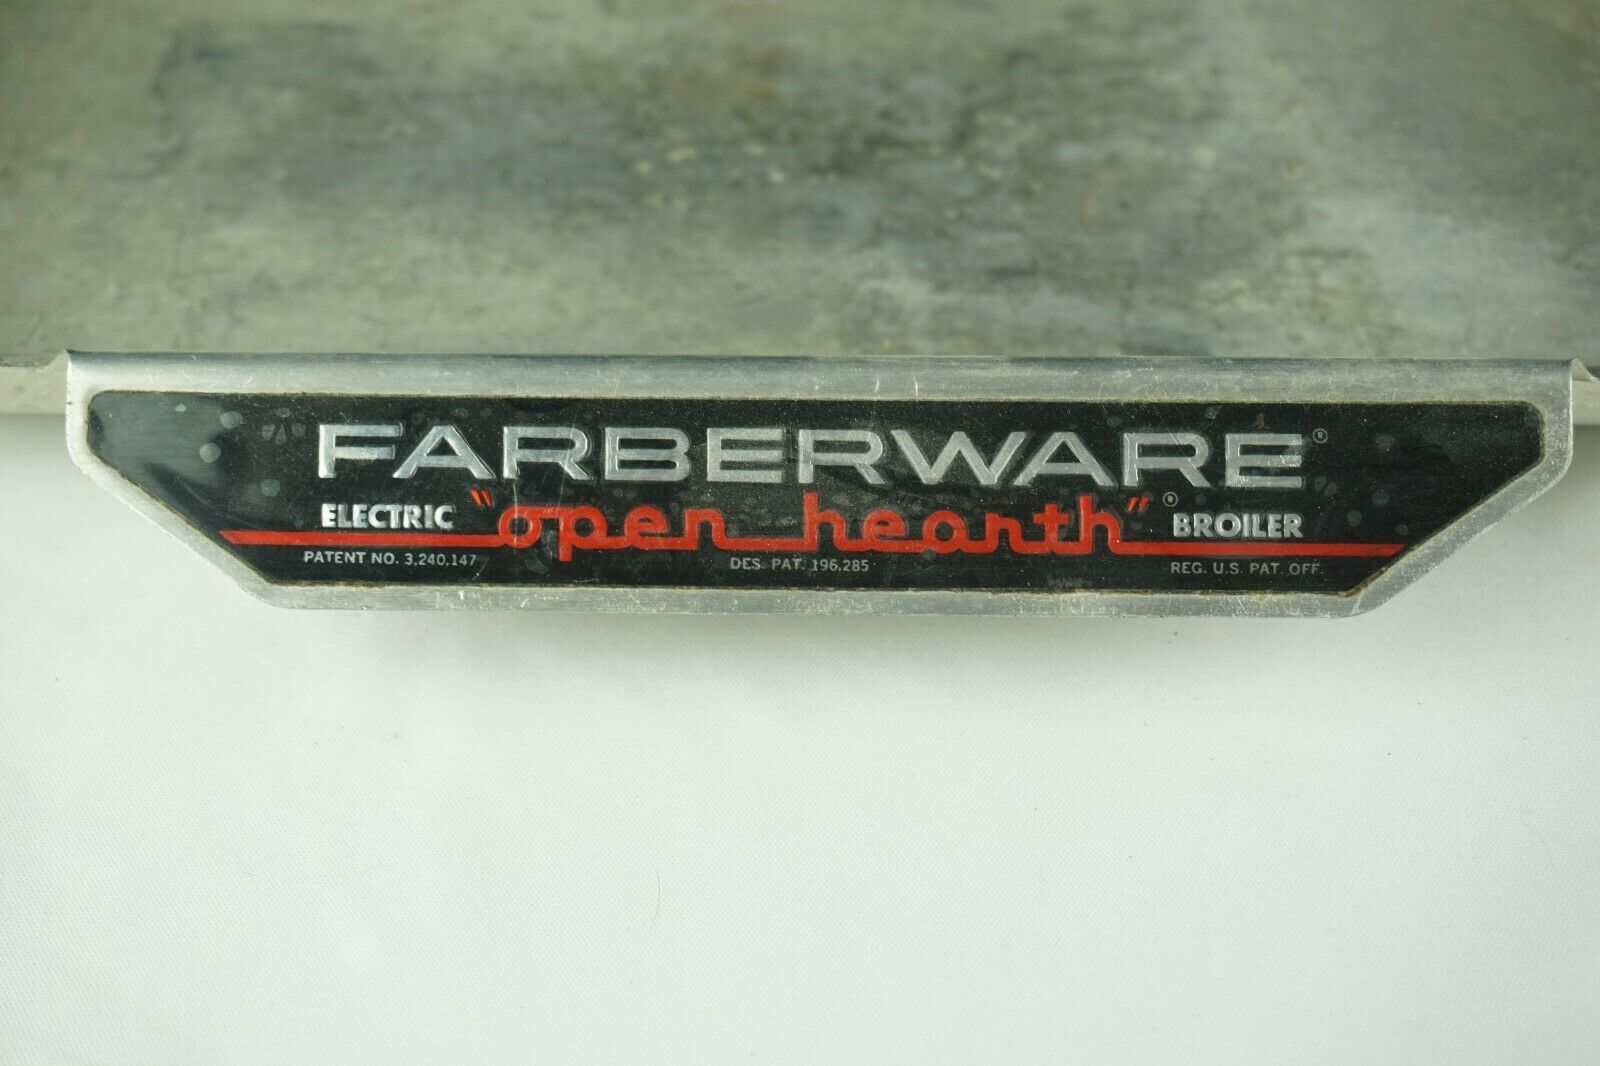 FARBERWARE®
ELECTRIC "open hearth"® BROILER
PATENT NO. 3,240,147 DES. PAT. 196,285 REG. U.S. PAT. OFF.